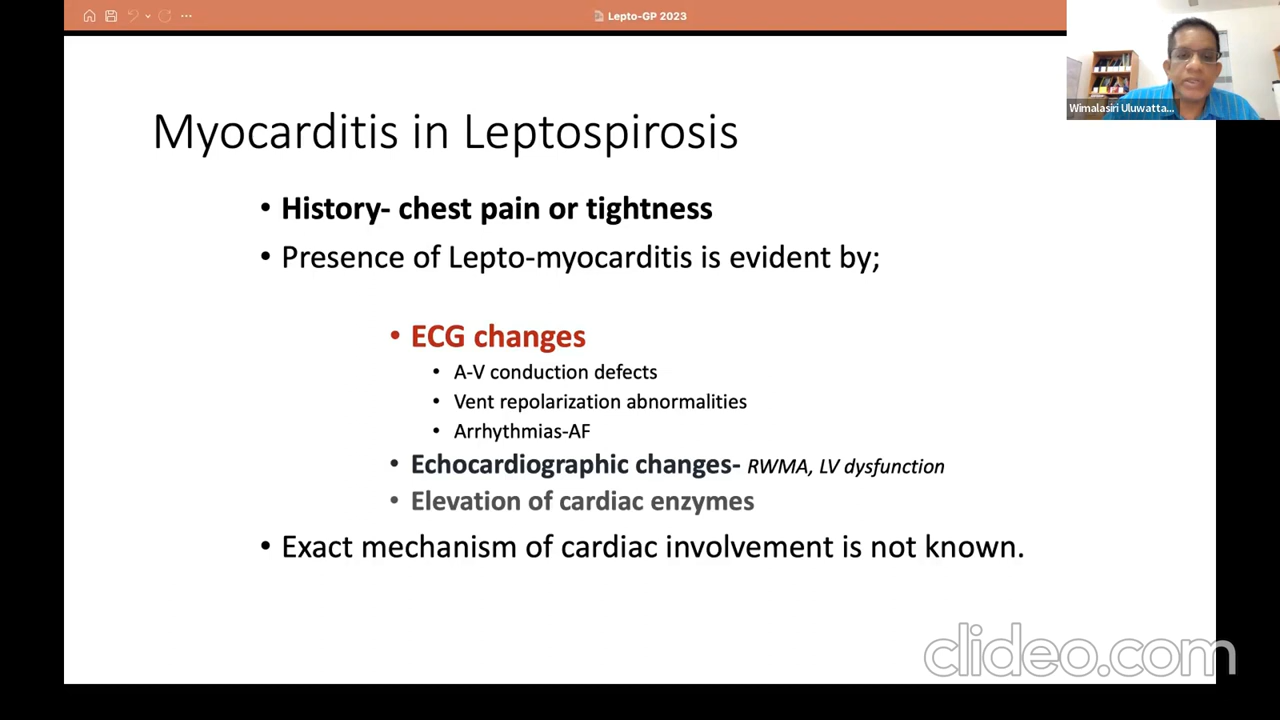 Lepto-GP 2023
Wimalasiri Uluwatta...
Myocarditis in Leptospirosis
• History- chest pain or tightness
• Presence of Lepto-myocarditis is evident by;
• ECG changes
• A-V conduction defects
• Vent repolarization abnormalities
• Arrhythmias-AF
• Echocardiographic changes- RWMA, LV dysfunction
• Elevation of cardiac enzymes
• Exact mechanism of cardiac involvement is not known.
clideo.com